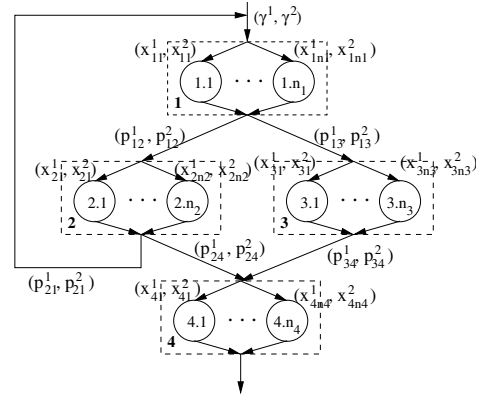 (γ¹, γ²)
(x¹₁₁, x²₁₁) (x¹₁ₙ₁, x²₁ₙ₁)
1.1 · · · 1.n₁
1
(p¹₁₂, p²₁₂) (p¹₁₃, p²₁₃)
(x¹₂₁, x²₂₁) (x¹₂ₙ₂, x²₂ₙ₂) (x¹₃₁, x²₃₁) (x¹₃ₙ₃, x²₃ₙ₃)
2.1 · · · 2.n₂ 3.1 · · · 3.n₃
2 3
(p¹₂₄, p²₂₄) (p¹₃₄, p²₃₄)
(p¹₂₁, p²₂₁)
(x¹₄₁, x²₄₁) (x¹₄ₙ₄, x²₄ₙ₄)
4.1 · · · 4.n₄
4